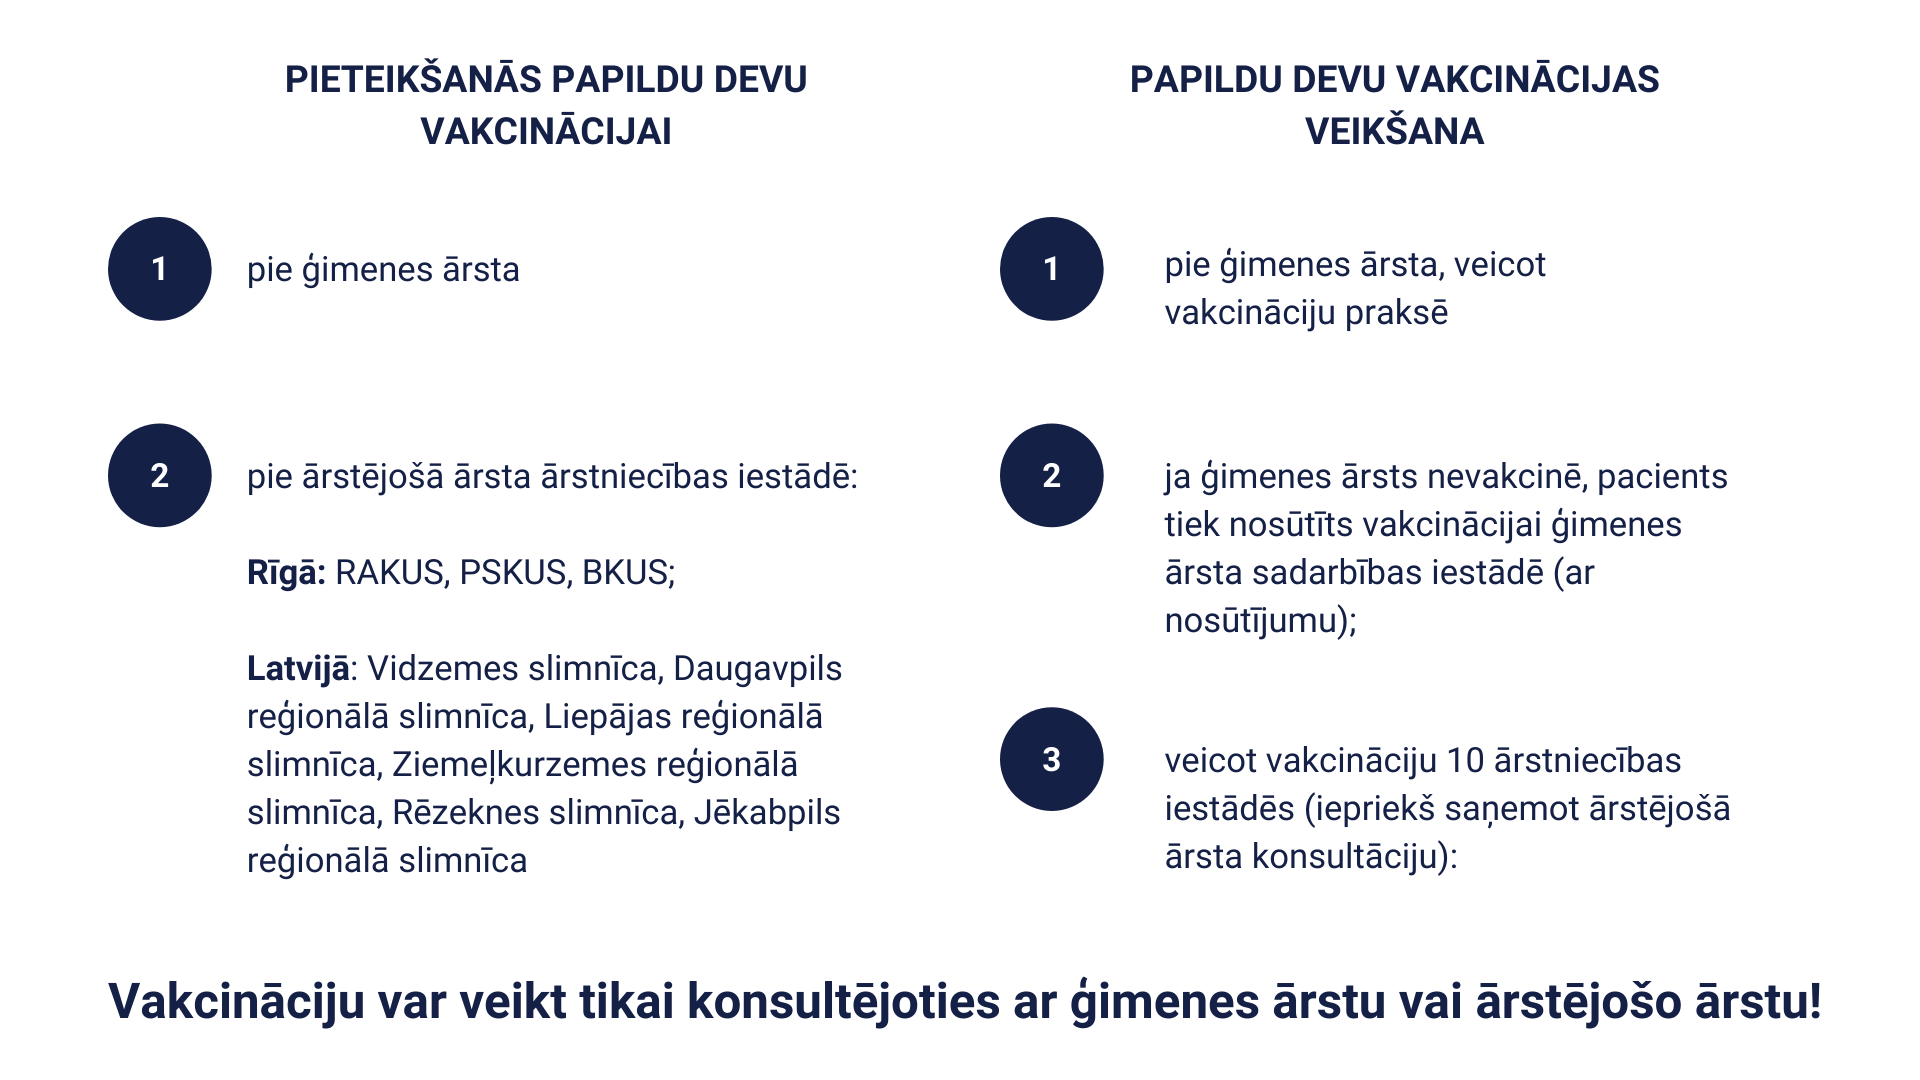 PIETEIKŠANĀS PAPILDU DEVU
VAKCINĀCIJAI
1
pie ģimenes ārsta
2
pie ārstējošā ārsta ārstniecības iestādē:
Rīgā: RAKUS, PSKUS, BKUS;
Latvijā: Vidzemes slimnīca, Daugavpils
reģionālā slimnīca, Liepājas reģionālā
slimnīca, Ziemeļkurzemes reģionālā
slimnīca, Rēzeknes slimnīca, Jēkabpils
reģionālā slimnīca
PAPILDU DEVU VAKCINĀCIJAS
VEIKŠANA
1
pie ģimenes ārsta, veicot
vakcināciju praksē
2
ja ģimenes ārsts nevakcinē, pacients
tiek nosūtīts vakcinācijai ģimenes
ārsta sadarbības iestādē (ar
nosūtījumu);
3
veicot vakcināciju 10 ārstniecības
iestādēs (iepriekš saņemot ārstējošā
ārsta konsultāciju):
Vakcināciju var veikt tikai konsultējoties ar ģimenes ārstu vai ārstējošo ārstu!